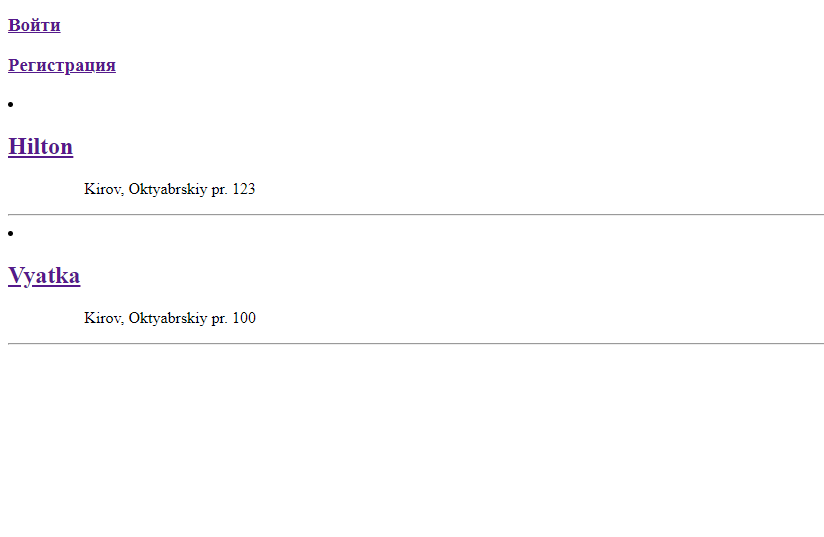 Войти
Регистрация
Hilton
Kirov, Oktyabrskiy pr. 123
Vyatka
Kirov, Oktyabrskiy pr. 100